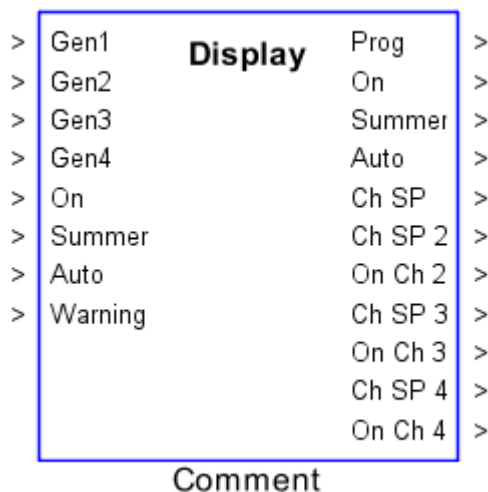 > Gen1 Display Prog >
> Gen2 On >
> Gen3 Summer >
> Gen4 Auto >
> On Ch SP >
> Summer Ch SP 2 >
> Auto On Ch 2 >
> Warning Ch SP 3 >
On Ch 3 >
Ch SP 4 >
On Ch 4 >
Comment